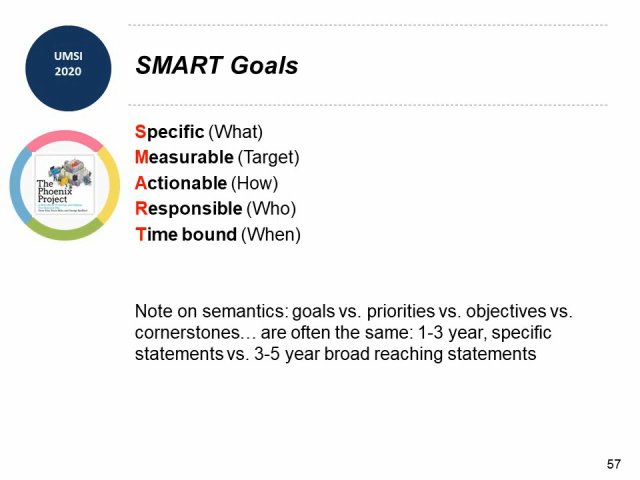 UMSI
2020
SMART Goals
The
Phoenix
Project
Specific (What)
Measurable (Target)
Actionable (How)
Responsible (Who)
Time bound (When)
Note on semantics: goals vs. priorities vs. objectives vs.
cornerstones… are often the same: 1-3 year, specific
statements vs. 3-5 year broad reaching statements
57